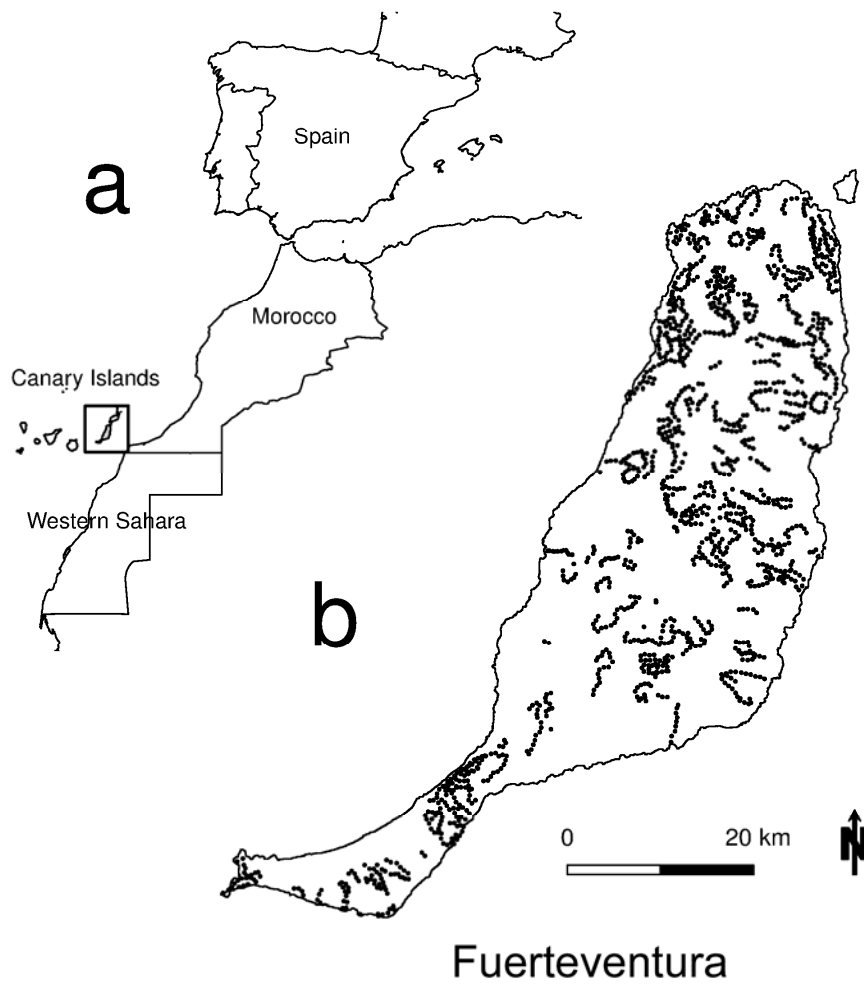 Spain
a
Morocco
Canary Islands
Western Sahara
b
0 20 km
N
Fuerteventura